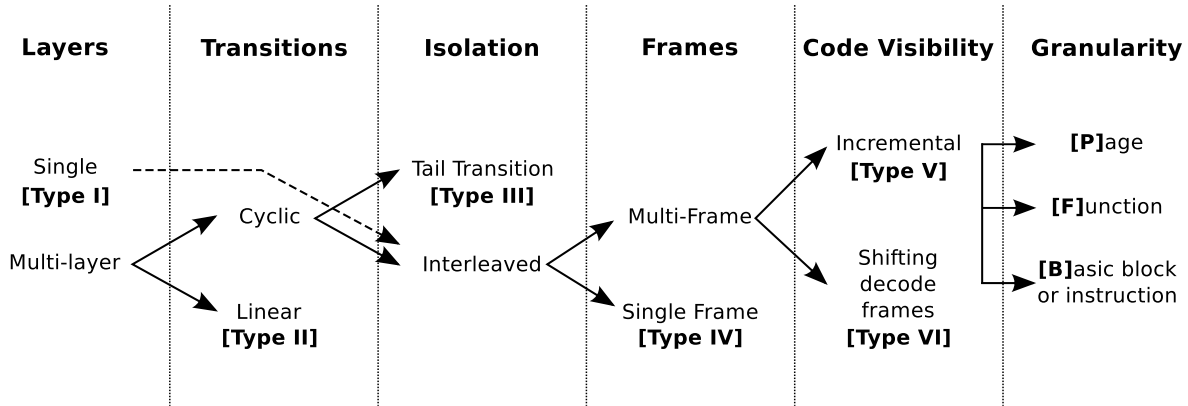 Layers
Transitions
Isolation
Frames
Code Visibility
Granularity
Single
[Type I]
Multi-layer
Cyclic
Linear
[Type II]
Tail Transition
[Type III]
Interleaved
Multi-Frame
Single Frame
[Type IV]
Incremental
[Type V]
Shifting
decode
frames
[Type VI]
[P]age
[F]unction
[B]asic block
or instruction